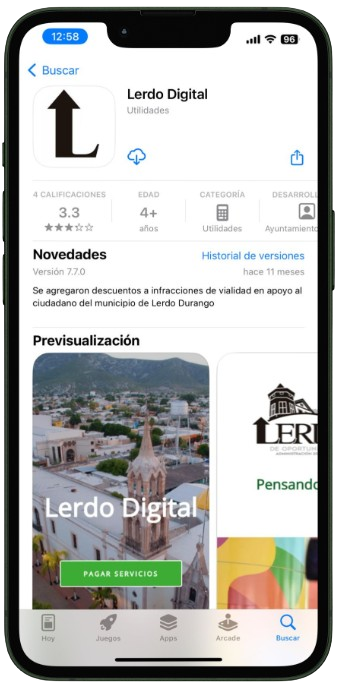 12:58
96
Buscar
L
Lerdo Digital
Utilidades
4 CALIFICACIONES
EDAD
CATEGORÍA
DESARROLL
3.3
4+
años
Utilidades
Ayuntamiento
Novedades
Historial de versiones
Versión 7.7.0
hace 11 meses
Se agregaron descuentos a infracciones de vialidad en apoyo al
ciudadano del municipio de Lerdo Durango
Previsualización
Lerdo Digital
PAGAR SERVICIOS
LERD
DE OPORTUN
Pensando
Hoy
Juegos
Apps
Arcade
Buscar